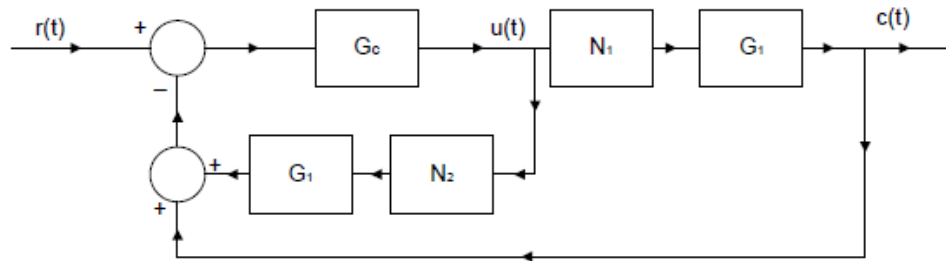 r(t) + Gc u(t) N₁ G₁ c(t)
−
+ G₁ N₂
+